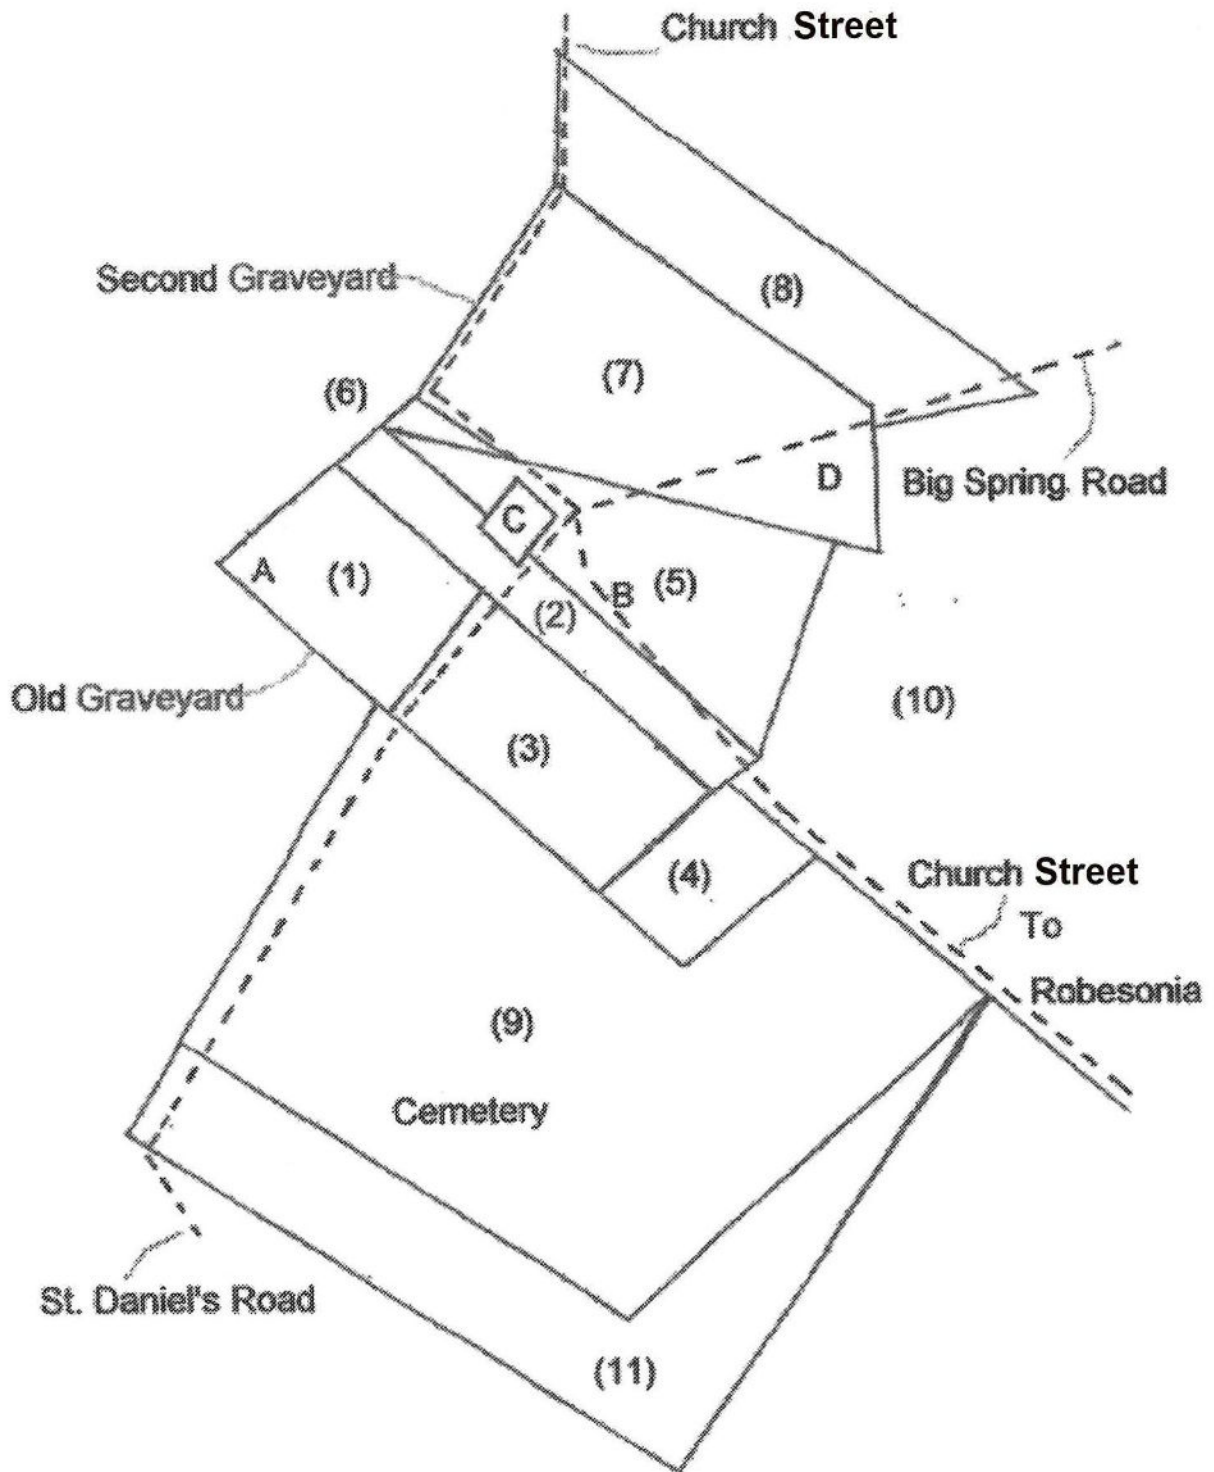 Church Street
(8)
Second Graveyard
(7)
(6)
D
Big Spring Road
C
A
(1)
B
(5)
(2)
Old Graveyard
(10)
(3)
(4)
Church Street
To
Robesonia
(9)
Cemetery
St. Daniel's Road
(11)